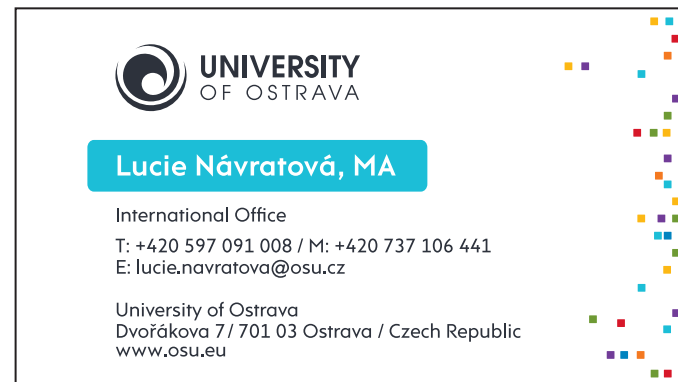 UNIVERSITY
OF OSTRAVA
Lucie Návratová, MA
International Office
T: +420 597 091 008 / M: +420 737 106 441
E: lucie.navratova@osu.cz
University of Ostrava
Dvořákova 7 / 701 03 Ostrava / Czech Republic
www.osu.eu